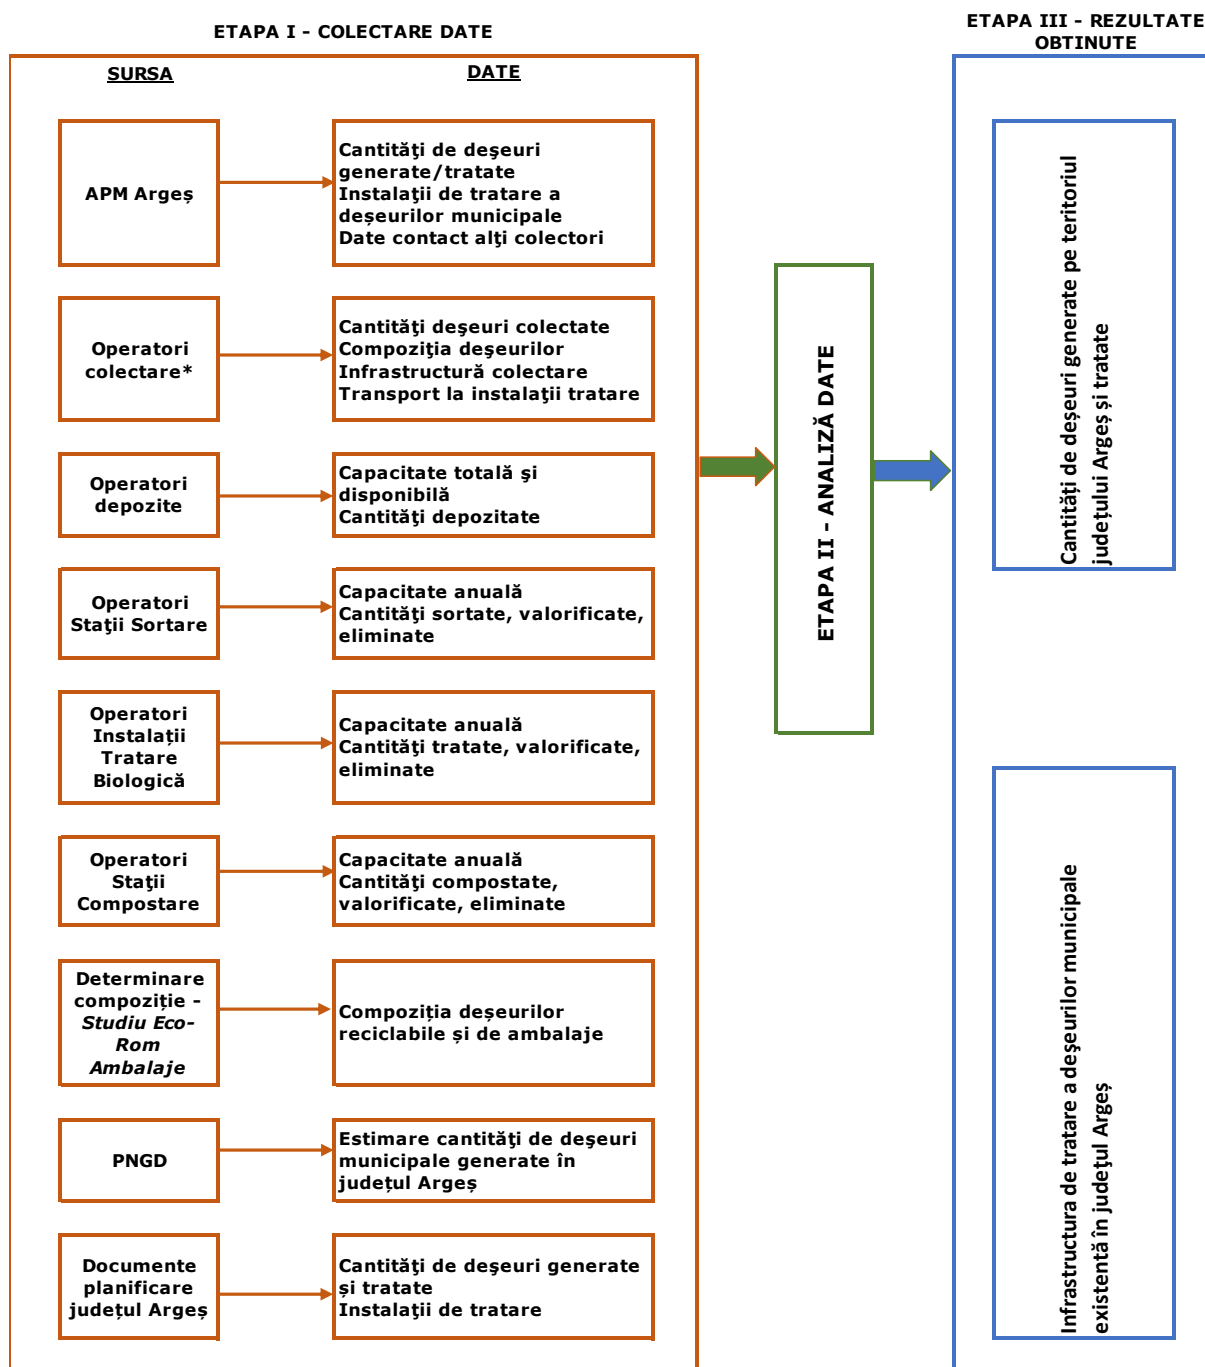 ETAPA I - COLECTARE DATE
SURSA
DATE
APM Argeș
Cantităţi de deşeuri
generate/tratate
Instalaţii de tratare a
deșeurilor municipale
Date contact alţi colectori
Operatori
colectare*
Cantităţi deşeuri colectate
Compoziţia deşeurilor
Infrastructură colectare
Transport la instalaţii tratare
Operatori
depozite
Capacitate totală şi
disponibilă
Cantităţi depozitate
Operatori
Staţii Sortare
Capacitate anuală
Cantităţi sortate, valorificate,
eliminate
Operatori
Instalații
Tratare
Biologică
Capacitate anuală
Cantităţi tratate, valorificate,
eliminate
Operatori
Staţii
Compostare
Capacitate anuală
Cantităţi compostate,
valorificate, eliminate
Determinare
compoziție –
Studiu Eco-
Rom
Ambalaje
Compoziția deșeurilor
reciclabile și de ambalaje
PNGD
Estimare cantităţi de deşeuri
municipale generate în
județul Argeș
Documente
planificare
județul Argeș
Cantităţi de deşeuri generate
și tratate
Instalaţii de tratare
ETAPA II – ANALIZĂ DATE
ETAPA III - REZULTATE
OBTINUTE
Cantități de deșeuri generate pe teritoriul
județului Argeș și tratate
Infrastructura de tratare a deşeurilor municipale
existentă în judeţul Argeș